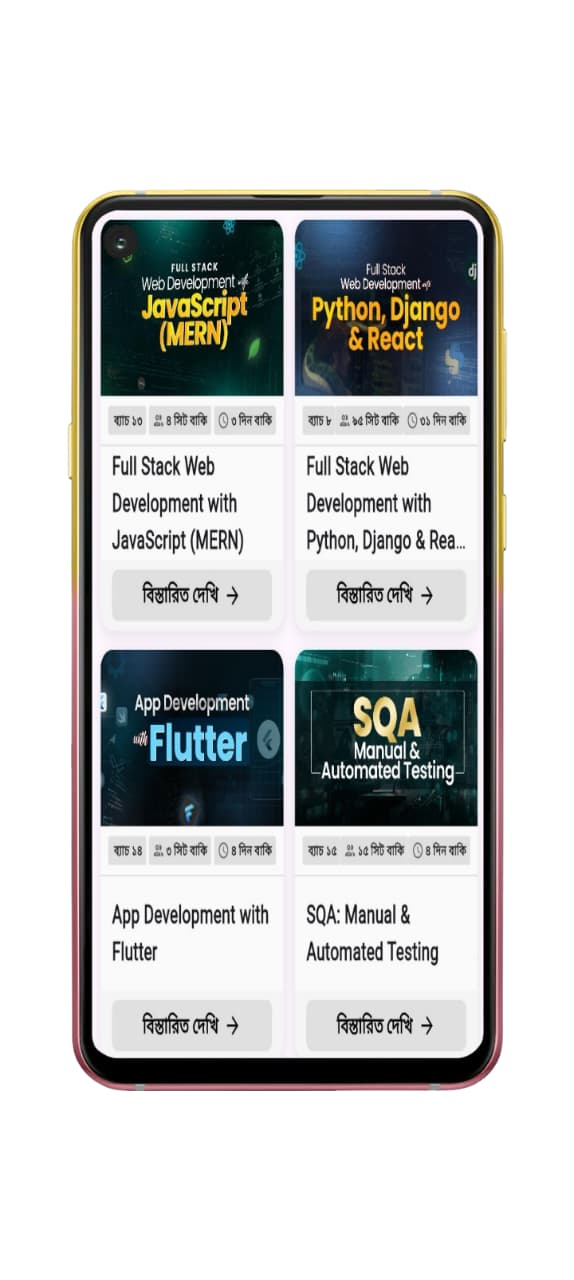 FULL STACK
Web Development with
JavaScript
(MERN)
ব্যাচ ১৩ ৪ সিট বাকি ৩ দিন বাকি
Full Stack Web
Development with
JavaScript (MERN)
বিস্তারিত দেখি →
Full Stack
Web Development with
Python, Django
& React
dj
ব্যাচ ৮ ৯৫ সিট বাকি ৩১ দিন বাকি
Full Stack Web
Development with
Python, Django & Rea...
বিস্তারিত দেখি →
App Development
with Flutter
ব্যাচ ১৪ ৩ সিট বাকি ৪ দিন বাকি
App Development with
Flutter
বিস্তারিত দেখি →
SQA
Manual &
Automated Testing
ব্যাচ ১৫ ১৫ সিট বাকি ৪ দিন বাকি
SQA: Manual &
Automated Testing
বিস্তারিত দেখি →